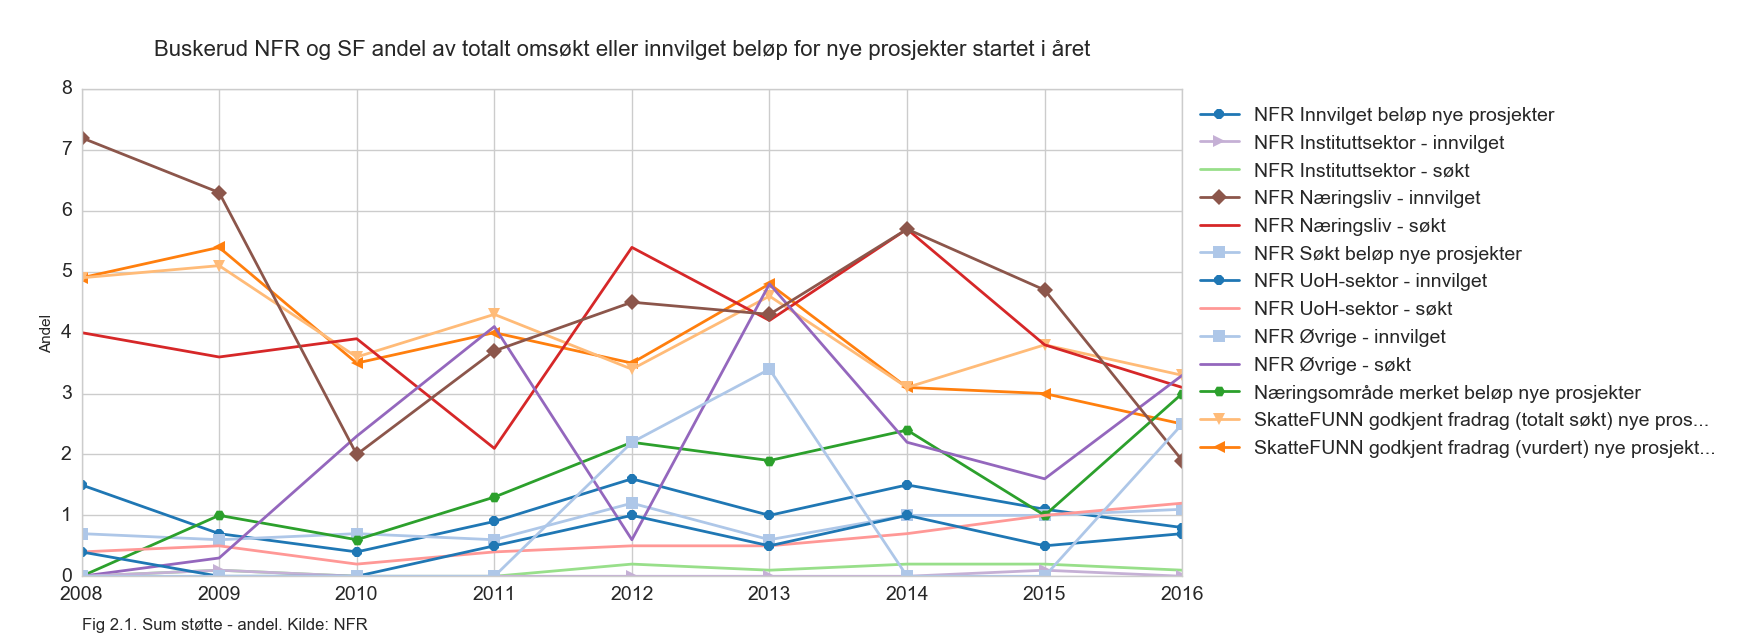 Buskerud NFR og SF andel av totalt omsøkt eller innvilget beløp for nye prosjekter startet i året
8
7
6
5
4
3
2
1
0
Andel
2008 2009 2010 2011 2012 2013 2014 2015 2016
NFR Innvilget beløp nye prosjekter
NFR Instituttsektor - innvilget
NFR Instituttsektor - søkt
NFR Næringsliv - innvilget
NFR Næringsliv - søkt
NFR Søkt beløp nye prosjekter
NFR UoH-sektor - innvilget
NFR UoH-sektor - søkt
NFR Øvrige - innvilget
NFR Øvrige - søkt
Næringsområde merket beløp nye prosjekter
SkatteFUNN godkjent fradrag (totalt søkt) nye pros...
SkatteFUNN godkjent fradrag (vurdert) nye prosjekt...
Fig 2.1. Sum støtte - andel. Kilde: NFR